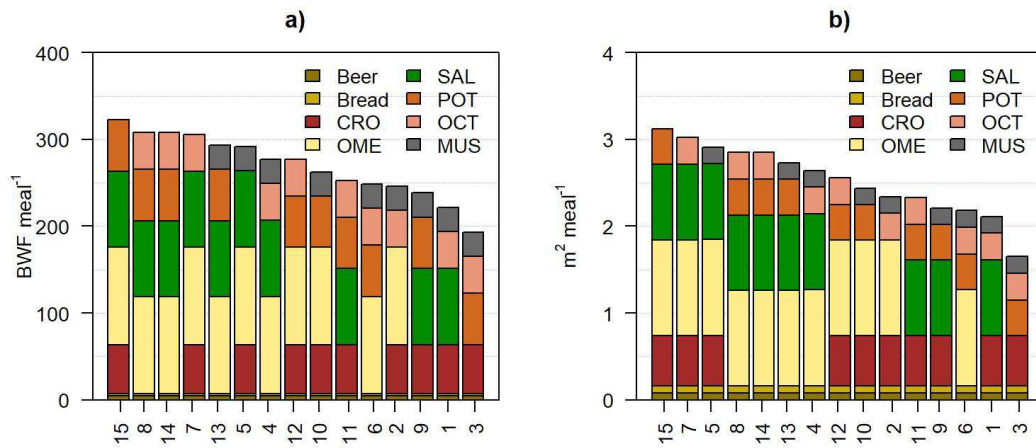 a)
400
300
200
100
0
BWF meal-1
Beer
Bread
CRO
OME
SAL
POT
OCT
MUS
15 8 14 7 13 5 4 12 10 11 6 2 9 1 3
b)
4
3
2
1
0
m2 meal-1
Beer
Bread
CRO
OME
SAL
POT
OCT
MUS
15 7 5 8 14 13 4 12 10 2 11 9 6 1 3